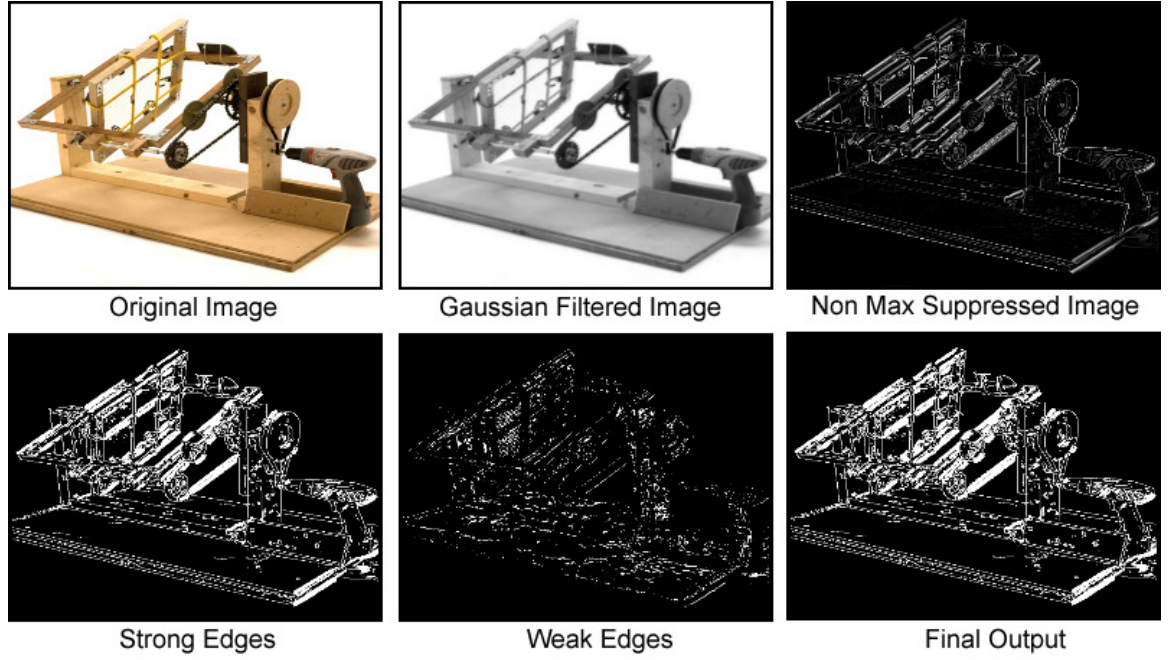 Original Image
Gaussian Filtered Image
Non Max Suppressed Image
Strong Edges
Weak Edges
Final Output